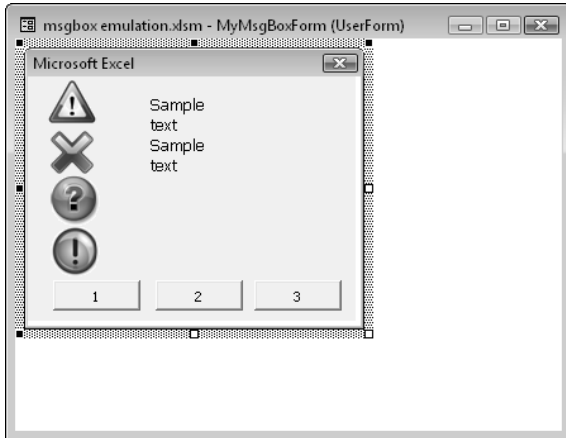 msgbox emulation.xlsm - MyMsgBoxForm (UserForm)
Microsoft Excel
Sample
text
Sample
text
1 2 3